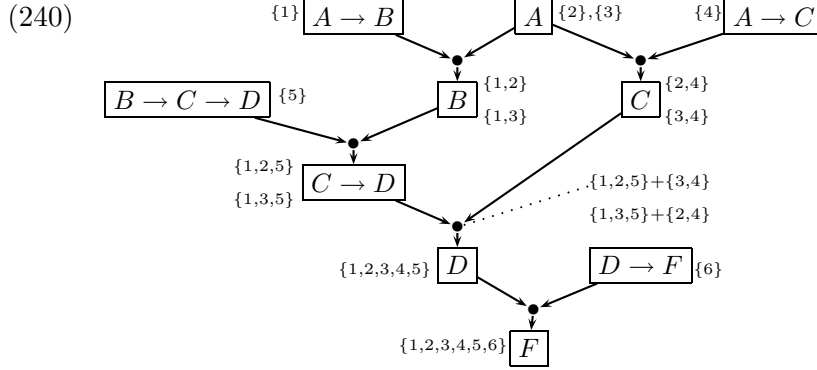 (240)
{1} A → B A {2},{3} {4} A → C
B → C → D {5} B {1,2} C {2,4}
{1,3} {3,4}
{1,2,5} C → D {1,2,5}+{3,4}
{1,3,5} {1,3,5}+{2,4}
{1,2,3,4,5} D D → F {6}
{1,2,3,4,5,6} F